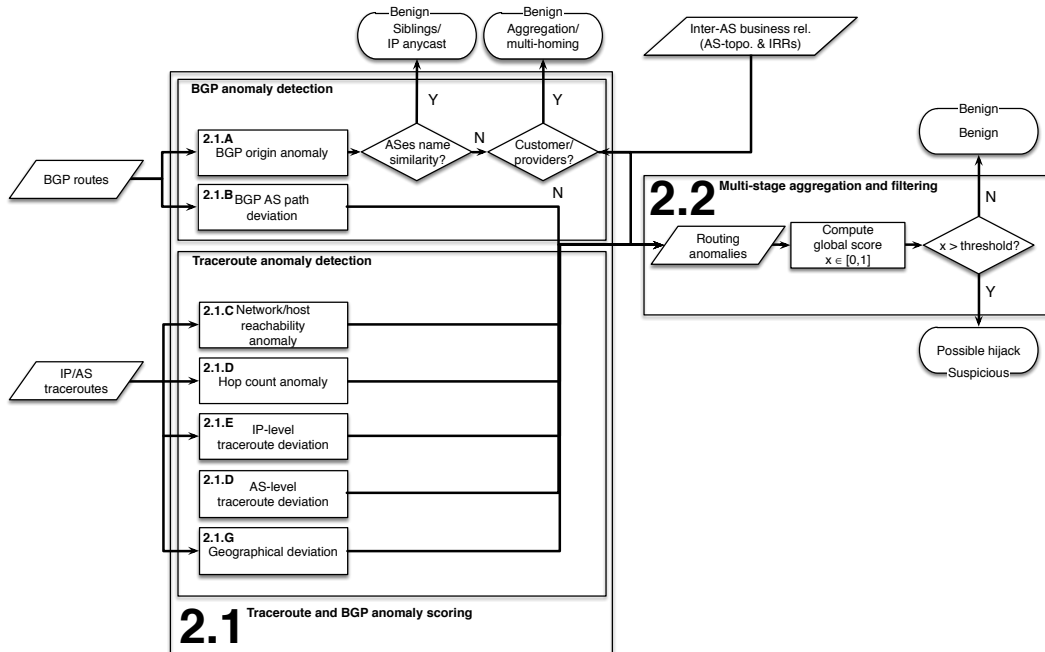 Benign
Siblings/
IP anycast
Benign
Aggregation/
multi-homing
Inter-AS business rel.
(AS-topo. & IRRs)
BGP anomaly detection
Y
Y
2.1.A
BGP origin anomaly
ASes name
similarity?
N
Customer/
providers?
N
BGP routes
2.1.B
BGP AS path
deviation
Benign
Benign
N
2.2
Multi-stage aggregation and filtering
Routing
anomalies
Compute
global score
x ∈ [0,1]
x > threshold?
Y
Possible hijack
Suspicious
Traceroute anomaly detection
2.1.C
Network/host
reachability
anomaly
IP/AS
traceroutes
2.1.D
Hop count anomaly
2.1.E
IP-level
traceroute deviation
2.1.D
AS-level
traceroute deviation
2.1.G
Geographical deviation
2.1
Traceroute and BGP anomaly scoring